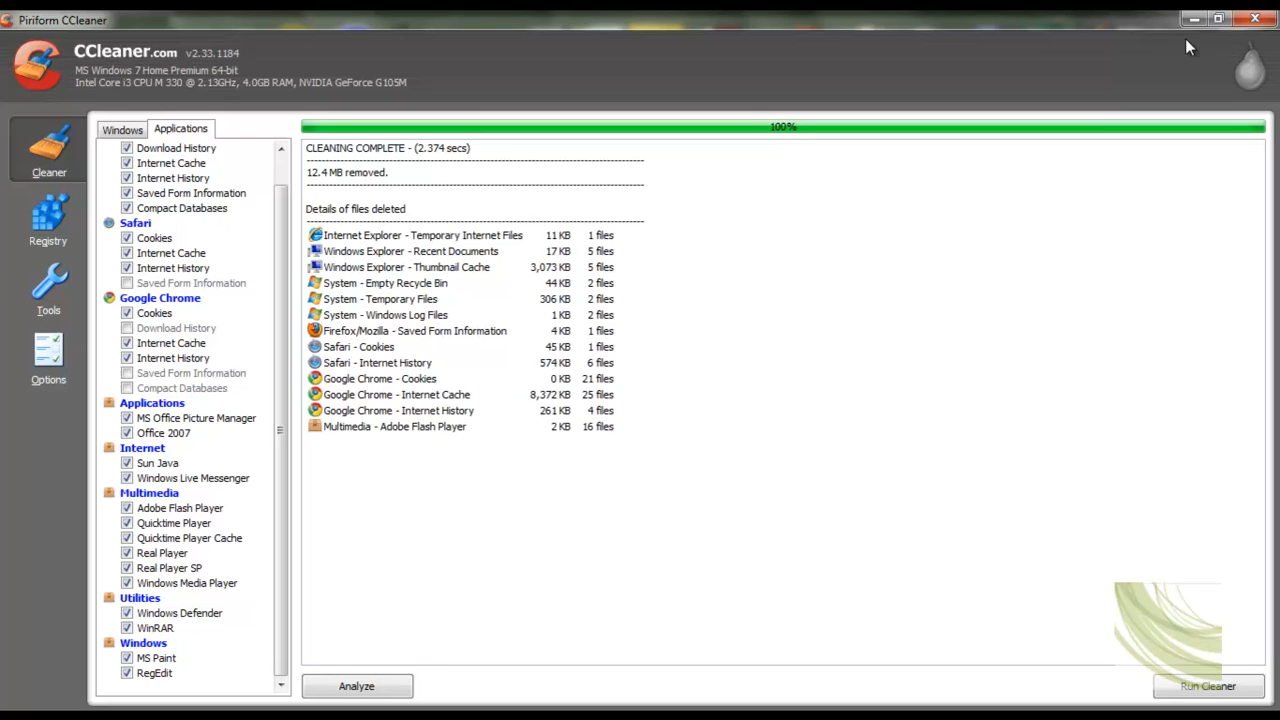 Piriform CCleaner
CCleaner.com v2.33.1184
MS Windows 7 Home Premium 64-bit
Intel Core i3 CPU M 330 @ 2.13GHz, 4.0GB RAM, NVIDIA GeForce G105M
Cleaner
Registry
Tools
Options
Windows Applications
Download History
Internet Cache
Internet History
Saved Form Information
Compact Databases
Safari
Cookies
Internet Cache
Internet History
Saved Form Information
Google Chrome
Cookies
Download History
Internet Cache
Internet History
Saved Form Information
Compact Databases
Applications
MS Office Picture Manager
Office 2007
Internet
Sun Java
Windows Live Messenger
Multimedia
Adobe Flash Player
Quicktime Player
Quicktime Player Cache
Real Player
Real Player SP
Windows Media Player
Utilities
Windows Defender
WinRAR
Windows
MS Paint
RegEdit
100%
CLEANING COMPLETE - (2.374 secs)
12.4 MB removed.
Details of files deleted
Internet Explorer - Temporary Internet Files 11 KB 1 files
Windows Explorer - Recent Documents 17 KB 5 files
Windows Explorer - Thumbnail Cache 3,073 KB 5 files
System - Empty Recycle Bin 44 KB 2 files
System - Temporary Files 306 KB 2 files
System - Windows Log Files 1 KB 2 files
Firefox/Mozilla - Saved Form Information 4 KB 1 files
Safari - Cookies 45 KB 1 files
Safari - Internet History 574 KB 6 files
Google Chrome - Cookies 0 KB 21 files
Google Chrome - Internet Cache 8,372 KB 25 files
Google Chrome - Internet History 261 KB 4 files
Multimedia - Adobe Flash Player 2 KB 16 files
Analyze
Run Cleaner